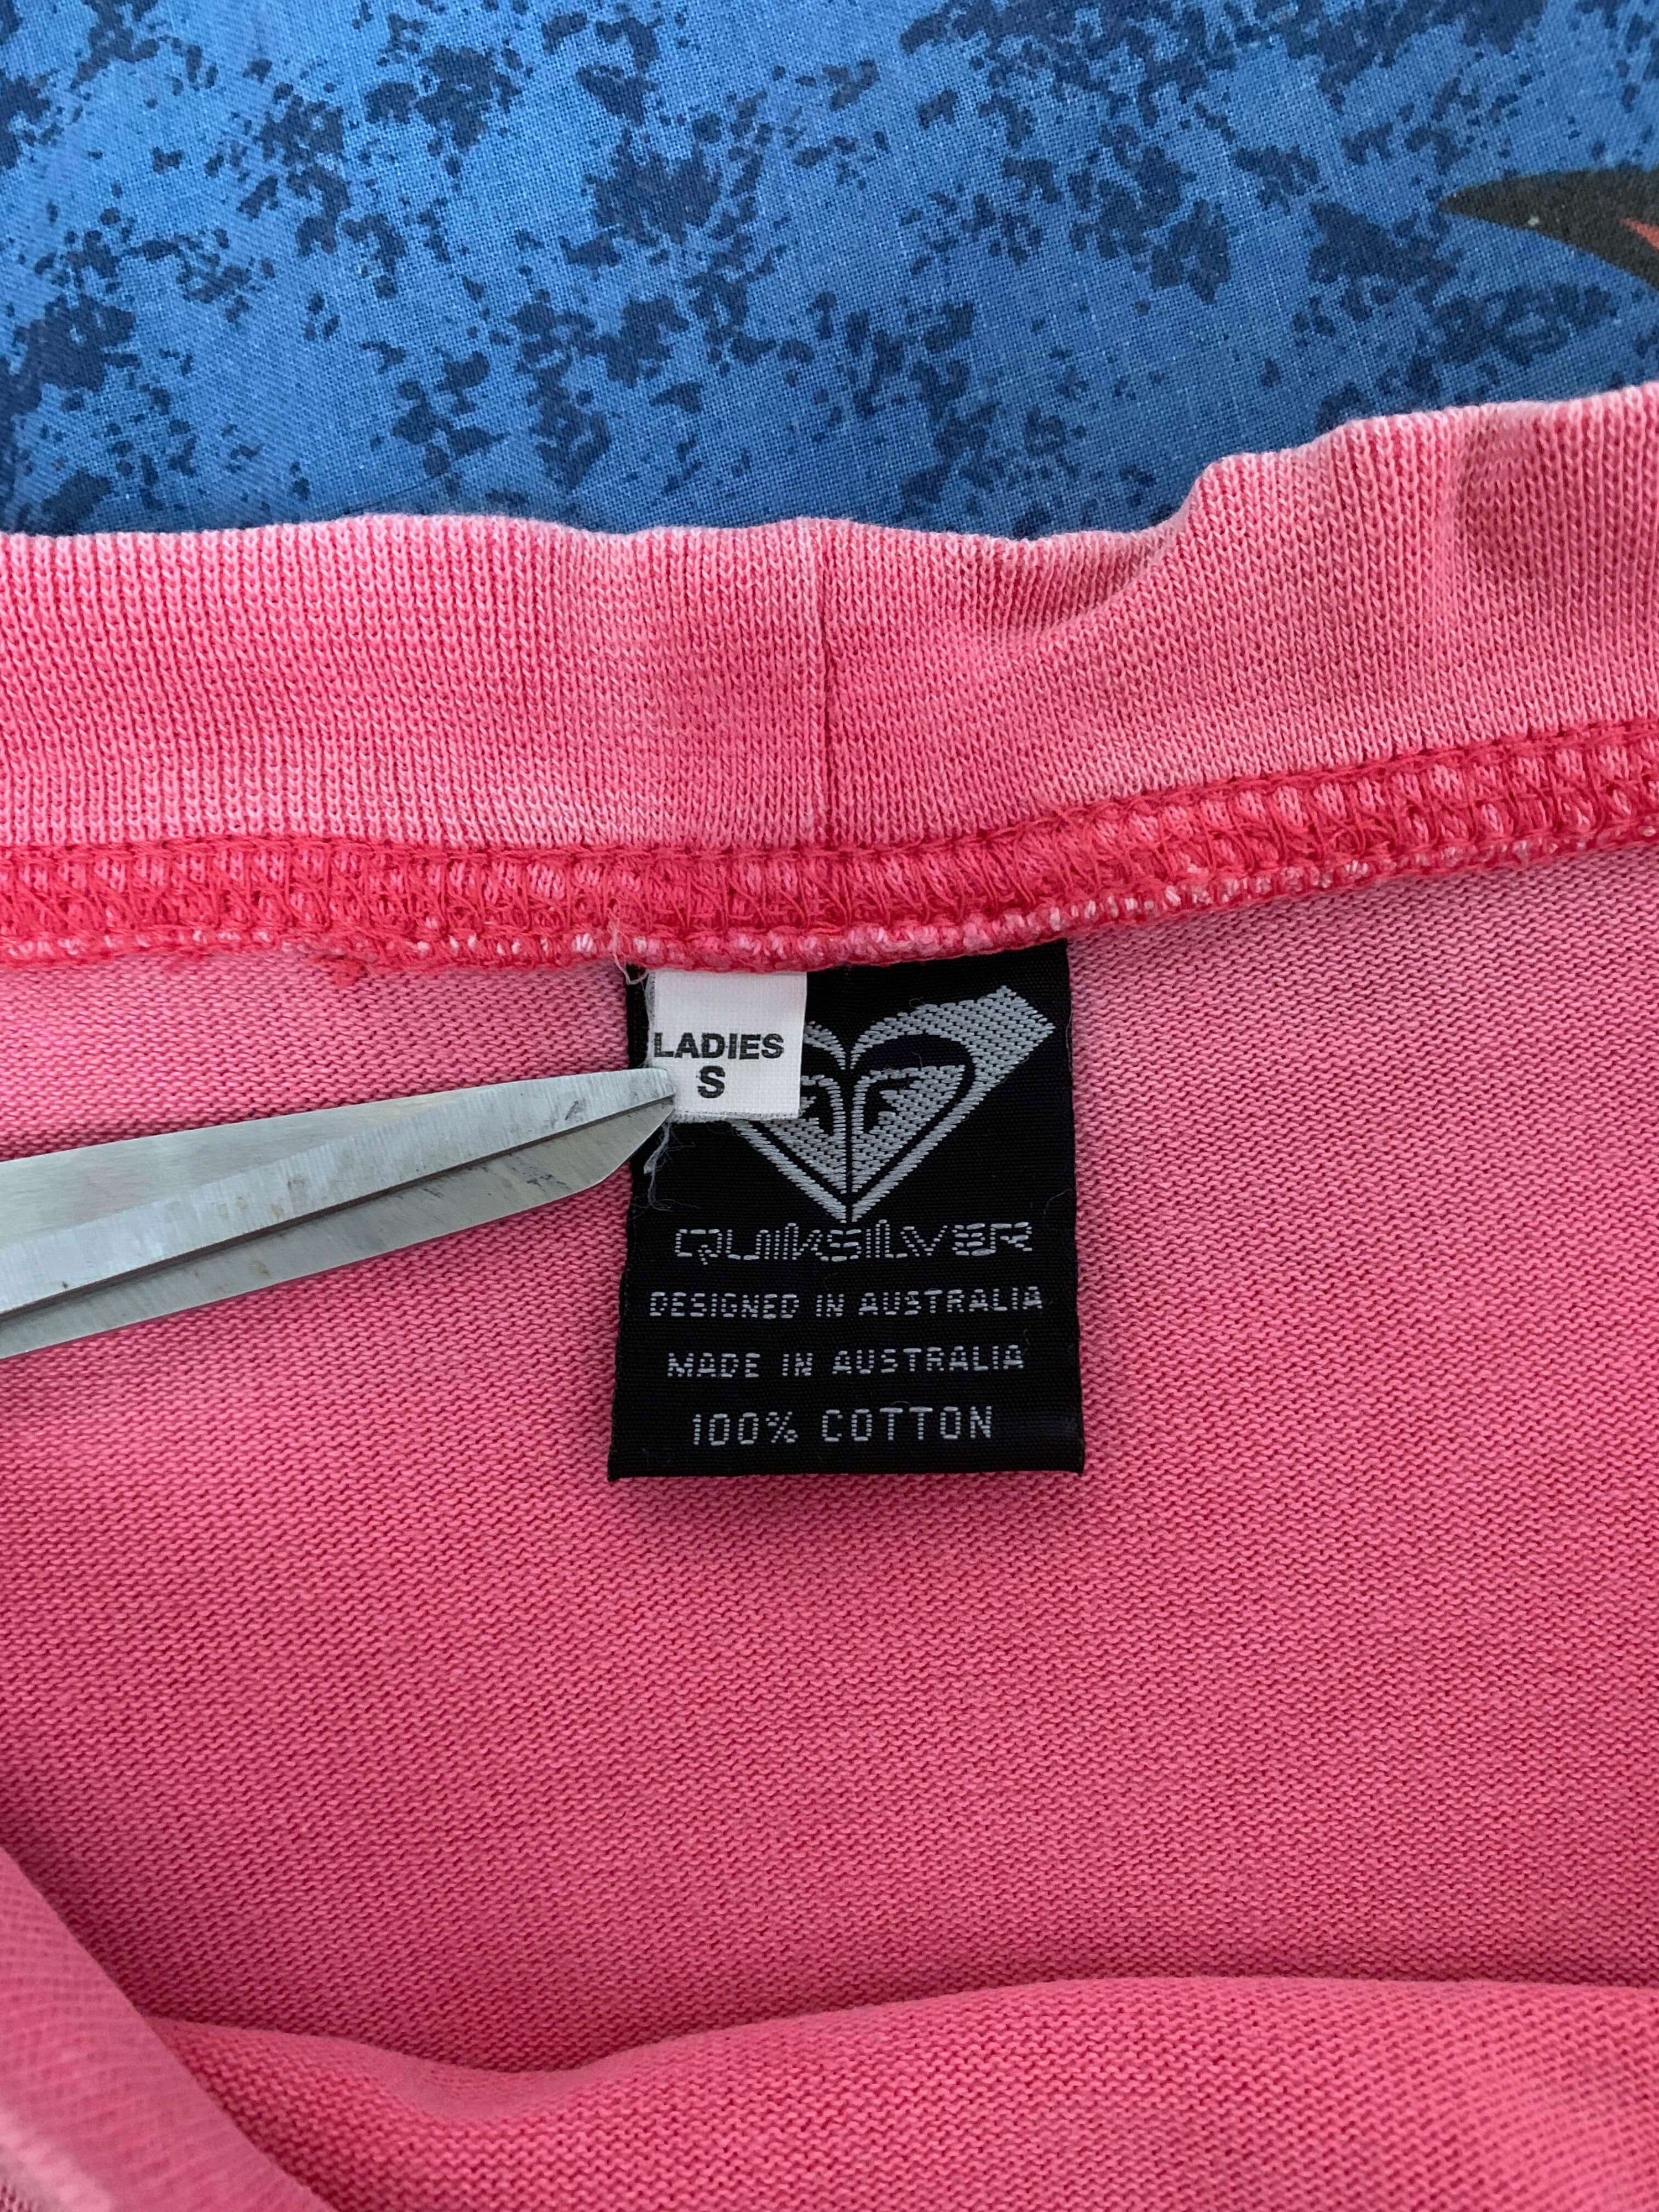 LADIES
S
QUIKSILVER
DESIGNED IN AUSTRALIA
MADE IN AUSTRALIA
100% COTTON